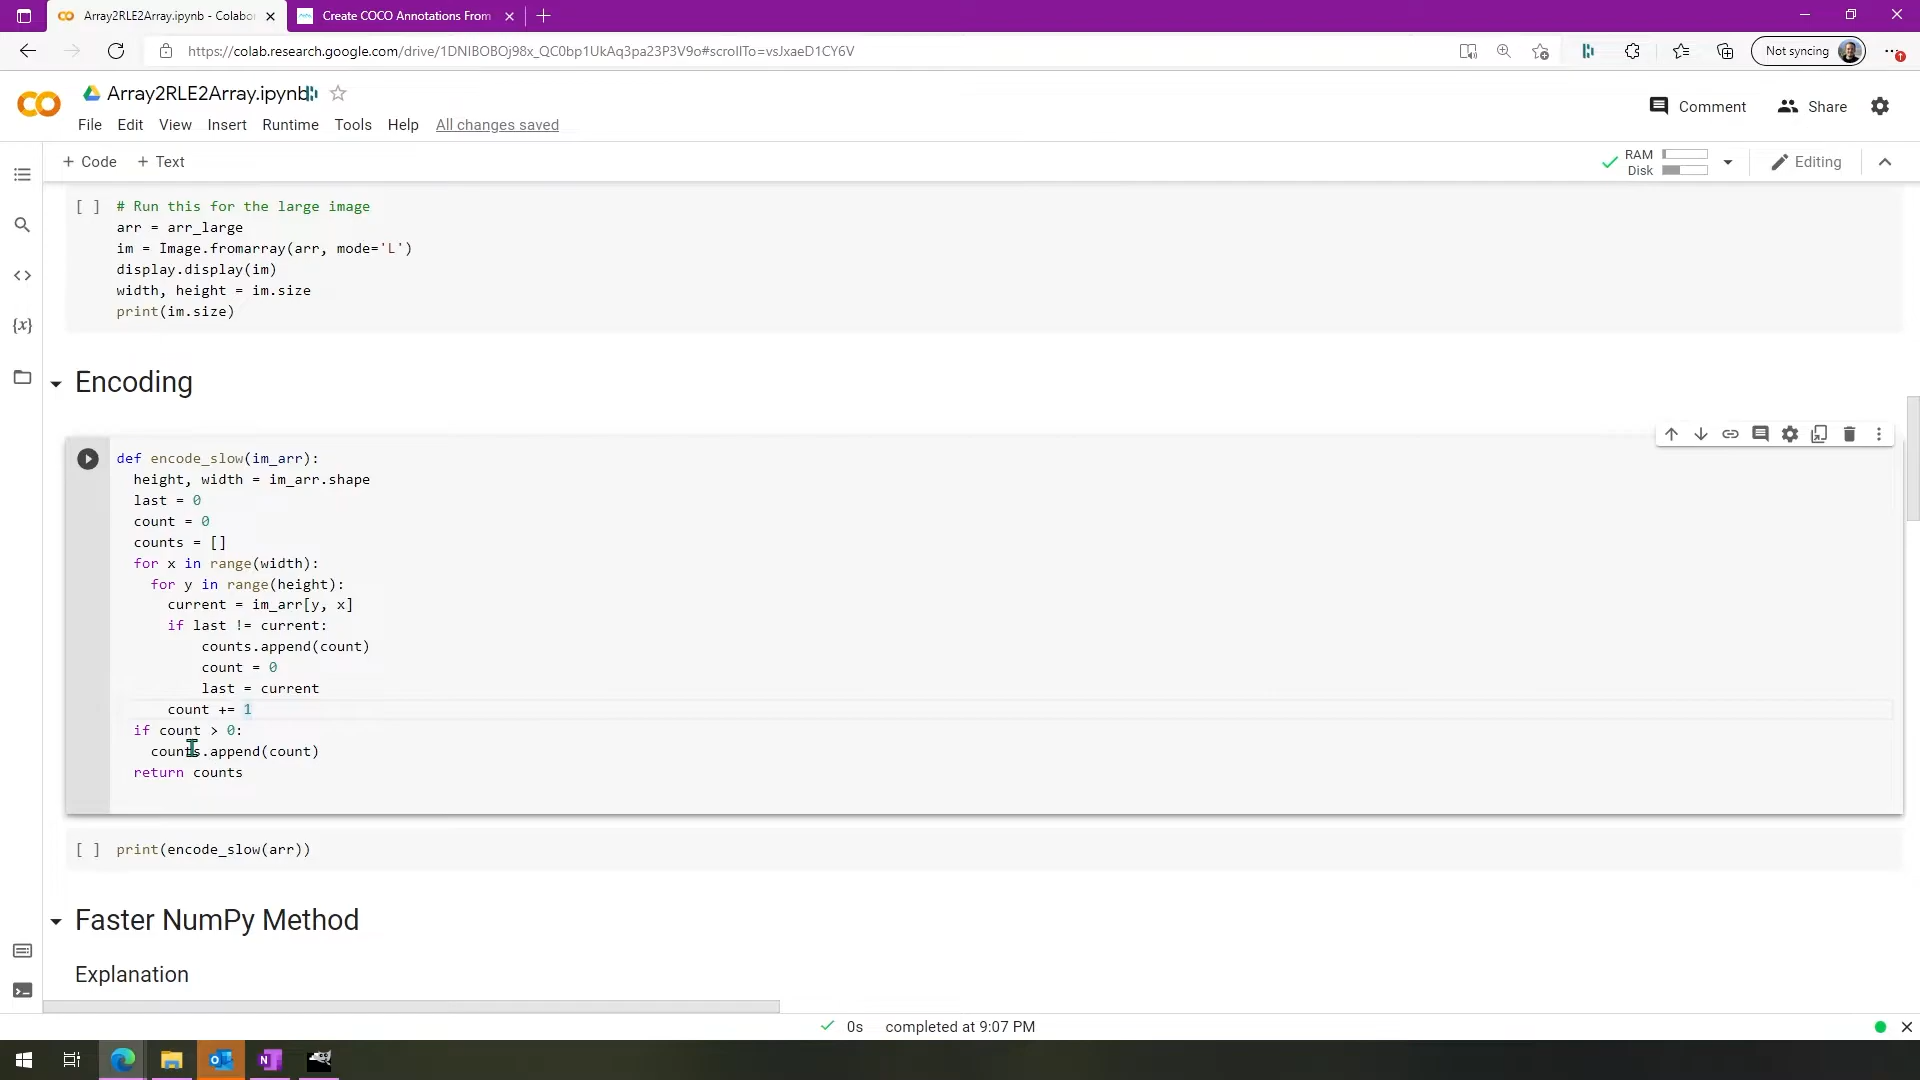 Array2RLE2Array.ipynb - Colabo
Create COCO Annotations From
https://colab.research.google.com/drive/1DNIBOBOj98x_QC0bp1UkAq3pa23P3V9o#scrollTo=vsJxaeD1CY6V
Not syncing
Array2RLE2Array.ipynb
File Edit View Insert Runtime Tools Help All changes saved
Comment Share
+ Code + Text
RAM
Disk
Editing
[ ] # Run this for the large image
arr = arr_large
im = Image.fromarray(arr, mode='L')
display.display(im)
width, height = im.size
print(im.size)
Encoding
def encode_slow(im_arr):
height, width = im_arr.shape
last = 0
count = 0
counts = []
for x in range(width):
for y in range(height):
current = im_arr[y, x]
if last != current:
counts.append(count)
count = 0
last = current
count += 1
if count > 0:
counts.append(count)
return counts
[ ] print(encode_slow(arr))
Faster NumPy Method
Explanation
0s completed at 9:07 PM